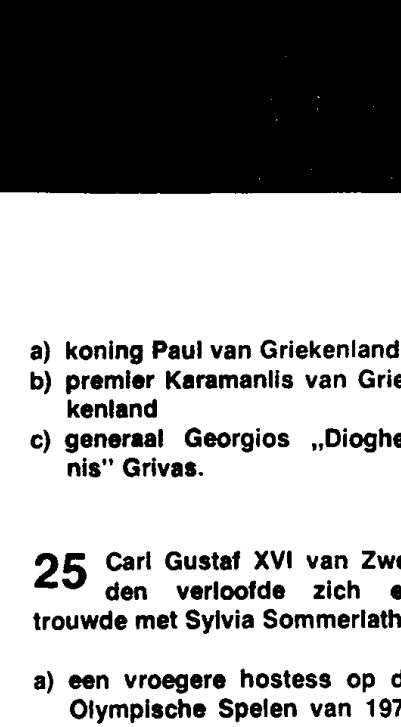 a) koning Paul van Griekenland
b) premier Karamanlis van Grie
kenland
c) generaal Georgios „Dioghe
nis" Grivas.
25 Carl Gustaf XVI van Zwe
den verloofde zich e
trouwde met Sylvia Sommerlath
a) een vroegere hostess op d
Olympische Spelen van 197